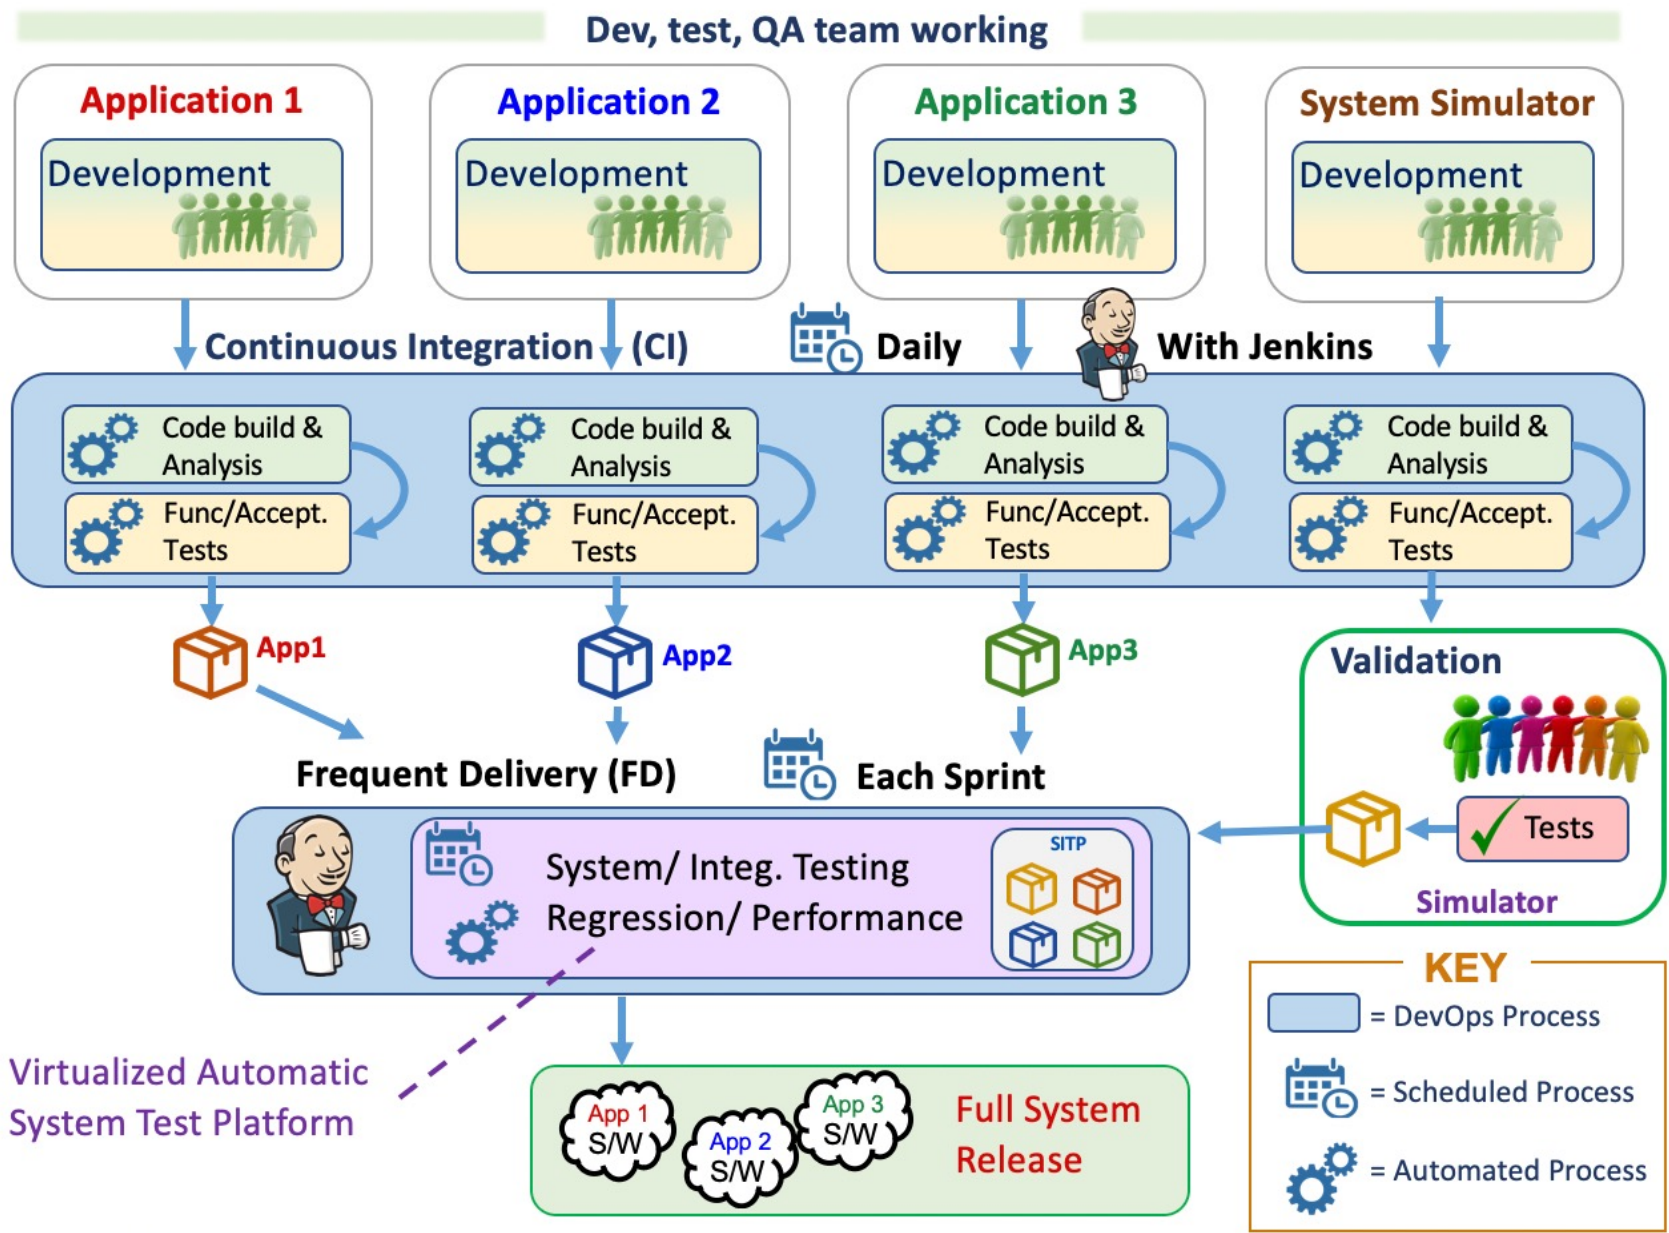 Dev, test, QA team working
Application 1
Application 2
Application 3
System Simulator
Development
Development
Development
Development
Continuous Integration (CI)
Daily
With Jenkins
Code build &
Analysis
Func/Accept.
Tests
Code build &
Analysis
Func/Accept.
Tests
Code build &
Analysis
Func/Accept.
Tests
Code build &
Analysis
Func/Accept.
Tests
App1
App2
App3
Validation
Tests
Simulator
Frequent Delivery (FD)
Each Sprint
System/ Integ. Testing
Regression/ Performance
SITP
Virtualized Automatic
System Test Platform
App 1
S/W
App 2
S/W
App 3
S/W
Full System
Release
KEY
= DevOps Process
= Scheduled Process
= Automated Process